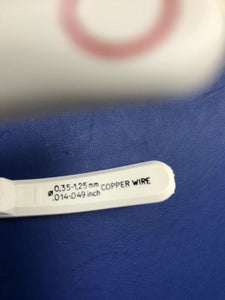 ⌀ 0,35-1,25 mm COPPER WIRE
.014-.049 inch